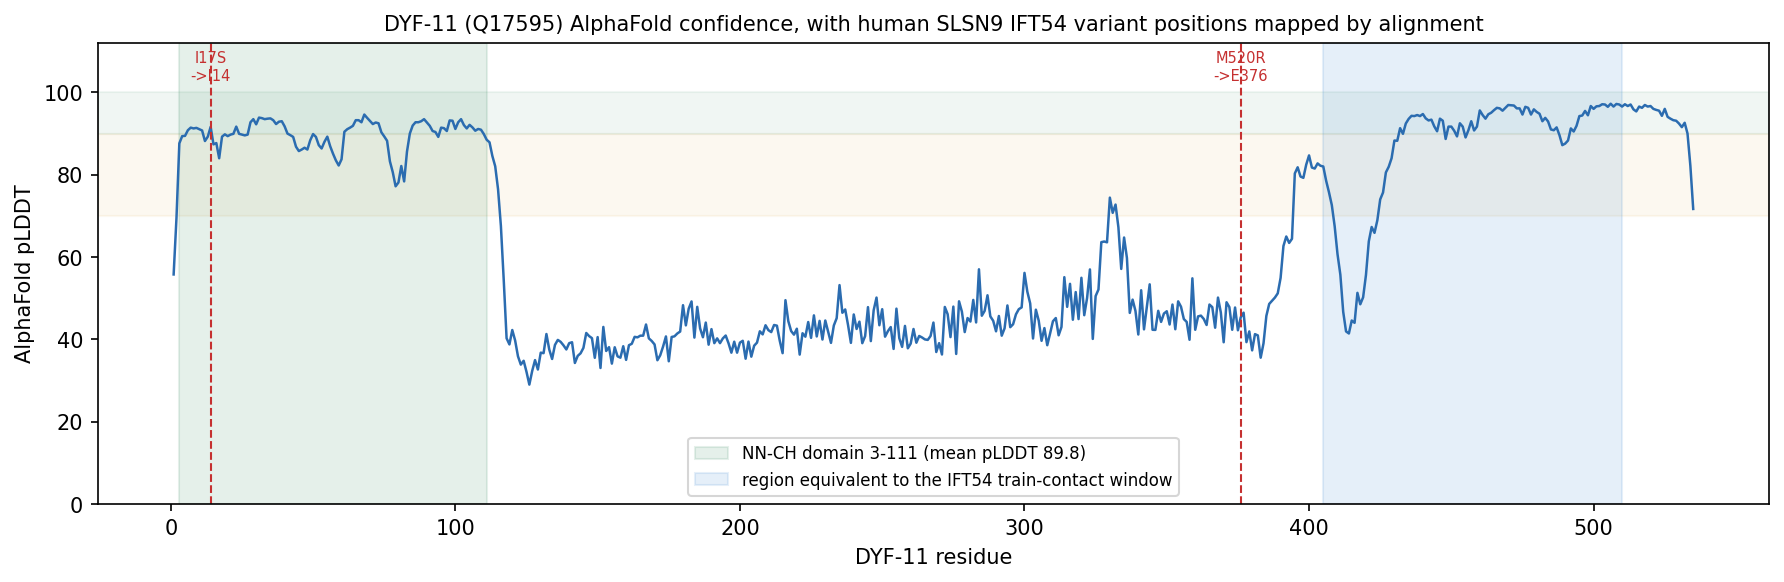 DYF-11 (Q17595) AlphaFold confidence, with human SLSN9 IFT54 variant positions mapped by alignment
I17S
->I14
M520R
->E376
100
80
60
40
20
0
AlphaFold pLDDT
NN-CH domain 3-111 (mean pLDDT 89.8)
region equivalent to the IFT54 train-contact window
0
100
200
300
400
500
DYF-11 residue